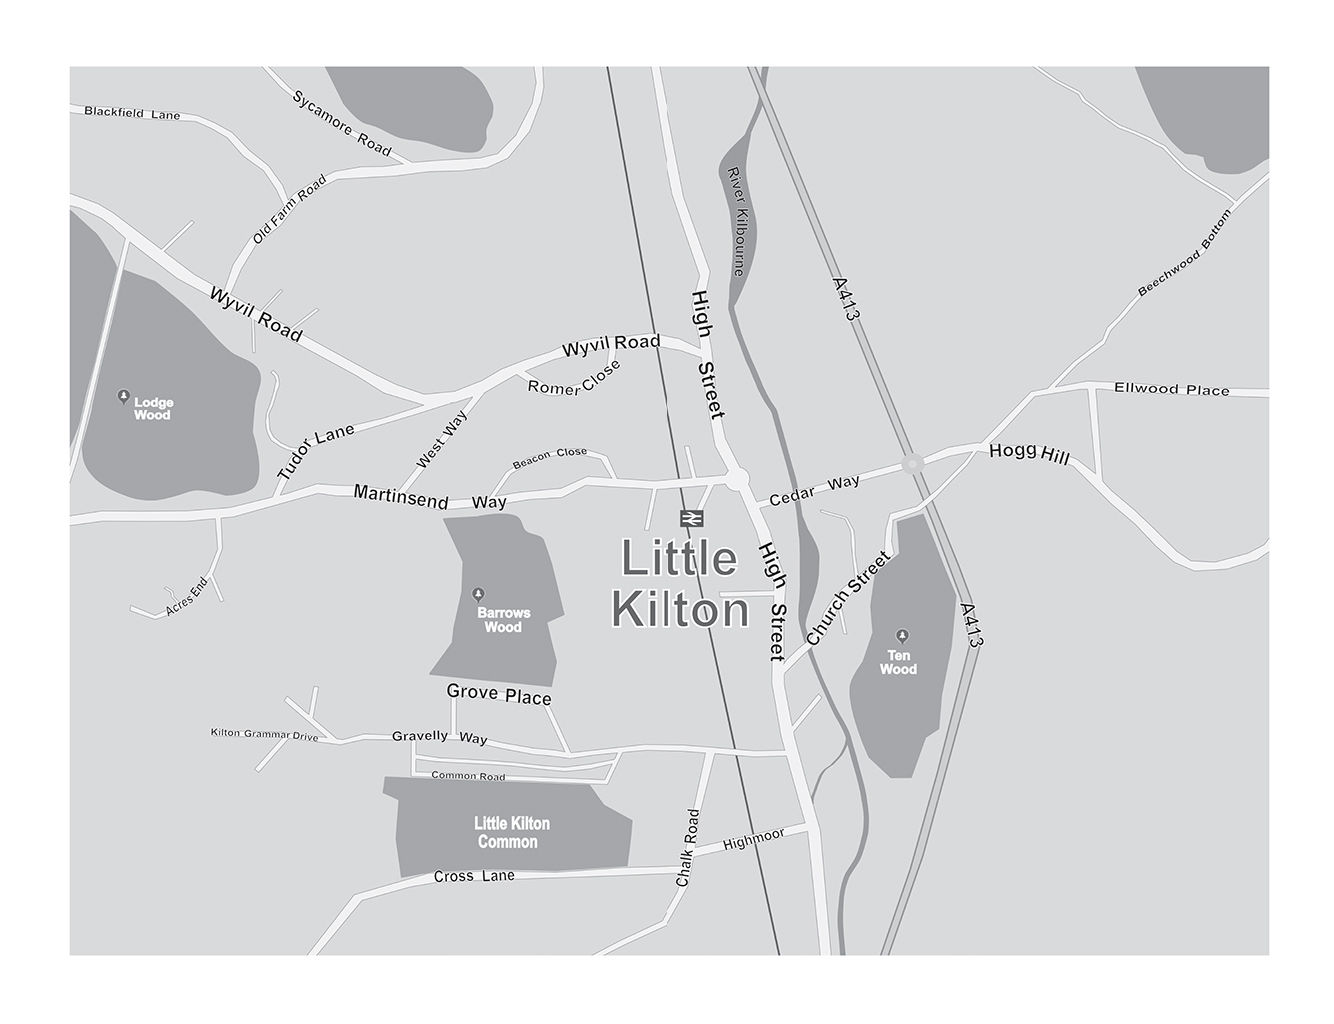 Blackfield Lane
Sycamore Road
Old Farm Road
River Kilbourne
Beechwood Bottom
A413
Wyvil Road
High
Street
Wyvil Road
Romer Close
Ellwood Place
Lodge
Wood
Tudor Lane
West Way
Beacon Close
Hogg Hill
Martinsend Way
Cedar Way
Little
Kilton
High
Street
Church Street
Acres End
Barrows
Wood
A413
Ten
Wood
Grove Place
Kilton Grammar Drive
Gravelly Way
Common Road
Little Kilton
Common
Chalk Road
Highmoor
Cross Lane